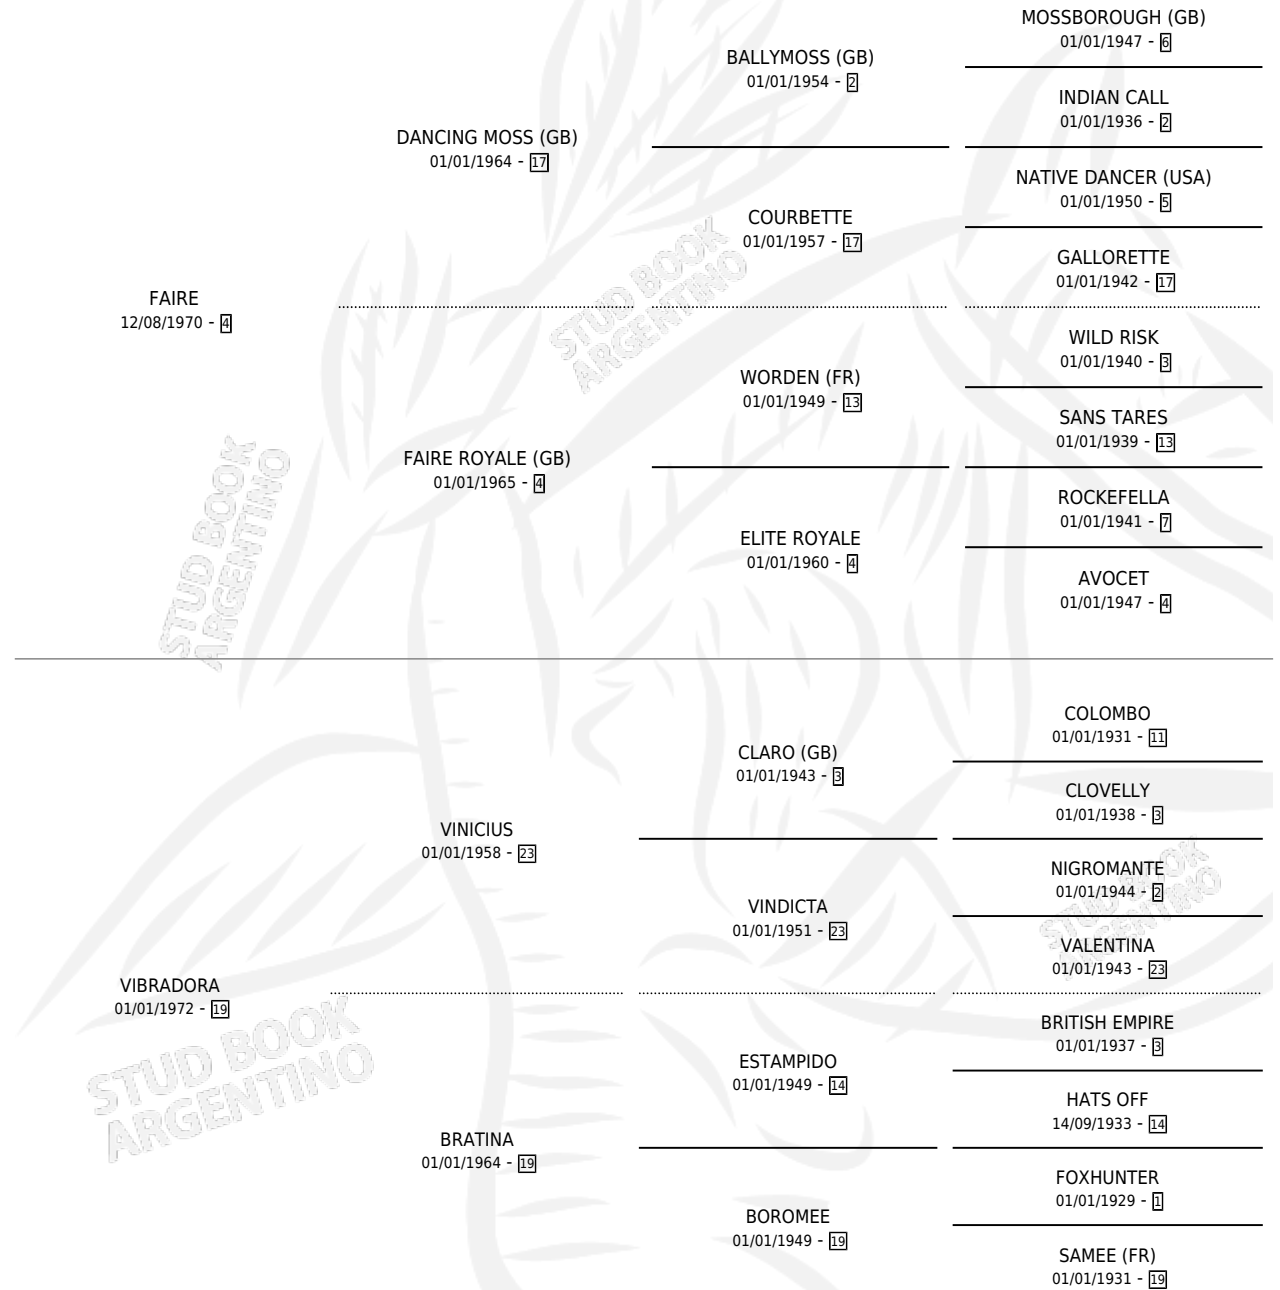 MOSSBOROUGH (GB)
01/01/1947 - 6
BALLYMOSS (GB)
01/01/1954 - 2
INDIAN CALL
01/01/1936 - 2
DANCING MOSS (GB)
01/01/1964 - 17
NATIVE DANCER (USA)
01/01/1950 - 5
COURBETTE
01/01/1957 - 17
GALLORETTE
01/01/1942 - 17
FAIRE
12/08/1970 - 4
WILD RISK
01/01/1940 - 3
WORDEN (FR)
01/01/1949 - 13
SANS TARES
01/01/1939 - 13
FAIRE ROYALE (GB)
01/01/1965 - 4
ROCKEFELLA
01/01/1941 - 7
ELITE ROYALE
01/01/1960 - 4
AVOCET
01/01/1947 - 4
COLOMBO
01/01/1931 - 11
CLARO (GB)
01/01/1943 - 3
CLOVELLY
01/01/1938 - 3
VINICIUS
01/01/1958 - 23
NIGROMANTE
01/01/1944 - 2
VINDICTA
01/01/1951 - 23
VALENTINA
01/01/1943 - 23
VIBRADORA
01/01/1972 - 19
BRITISH EMPIRE
01/01/1937 - 3
ESTAMPIDO
01/01/1949 - 14
HATS OFF
14/09/1933 - 14
BRATINA
01/01/1964 - 19
FOXHUNTER
01/01/1929 - 1
BOROMEE
01/01/1949 - 19
SAMEE (FR)
01/01/1931 - 19
STUD BOOK
ARGENTINO
STUD BOOK
ARGENTINO
STUD BOOK
ARGENTINO
STUD BOOK
ARGENTINO